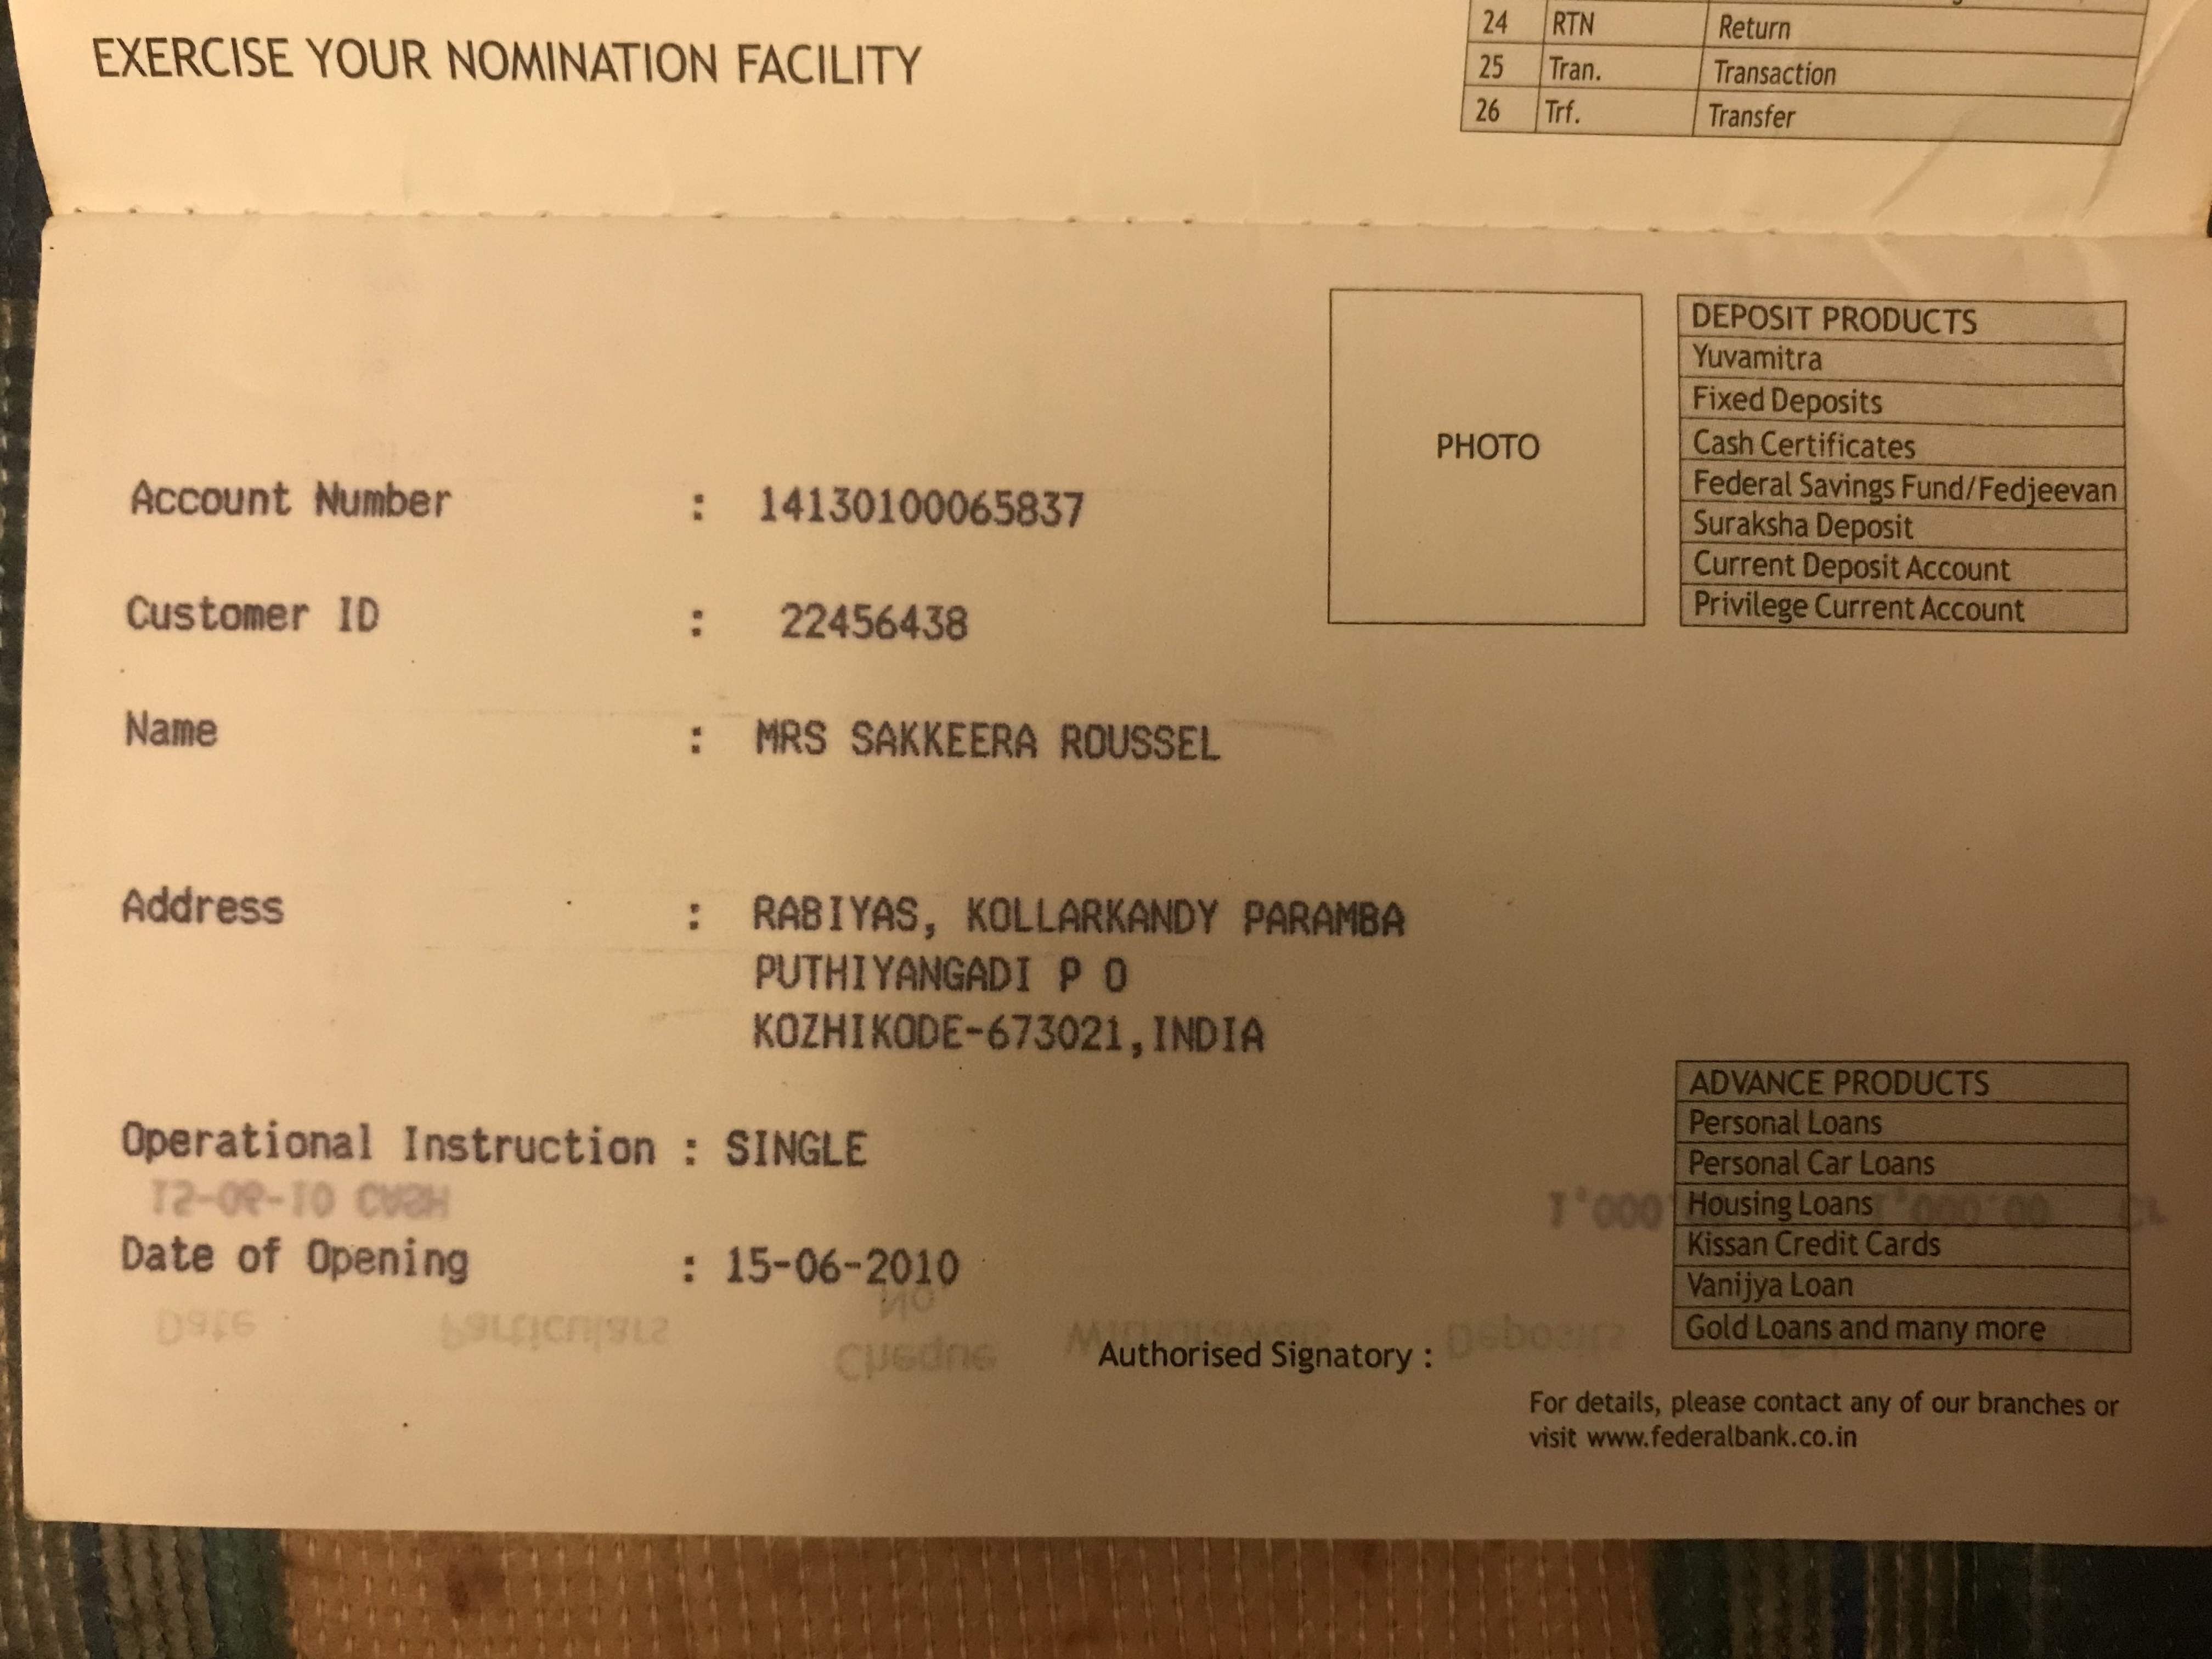 EXERCISE YOUR NOMINATION FACILITY
24 RTN Return
25 Tran. Transaction
26 Trf. Transfer
Account Number : 14130100065837
Customer ID : 22456438
Name : MRS SAKKEERA ROUSSEL
Address : RABIYAS, KOLLARKANDY PARAMBA
PUTHIYANGADI P O
KOZHIKODE-673021,INDIA
Operational Instruction : SINGLE
Date of Opening : 15-06-2010
Authorised Signatory :
PHOTO
DEPOSIT PRODUCTS
Yuvamitra
Fixed Deposits
Cash Certificates
Federal Savings Fund/Fedjeevan
Suraksha Deposit
Current Deposit Account
Privilege Current Account
ADVANCE PRODUCTS
Personal Loans
Personal Car Loans
Housing Loans
Kissan Credit Cards
Vanijya Loan
Gold Loans and many more
For details, please contact any of our branches or
visit www.federalbank.co.in